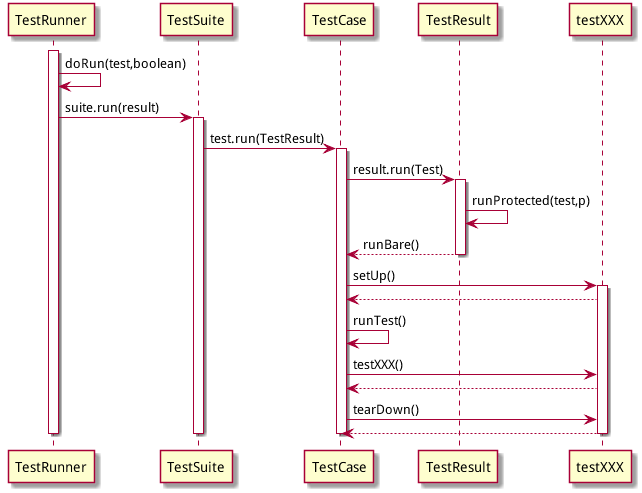 TestRunner
TestSuite
TestCase
TestResult
testXXX
doRun(test,boolean)
suite.run(result)
test.run(TestResult)
result.run(Test)
runProtected(test,p)
runBare()
setUp()
runTest()
testXXX()
tearDown()
TestRunner
TestSuite
TestCase
TestResult
testXXX